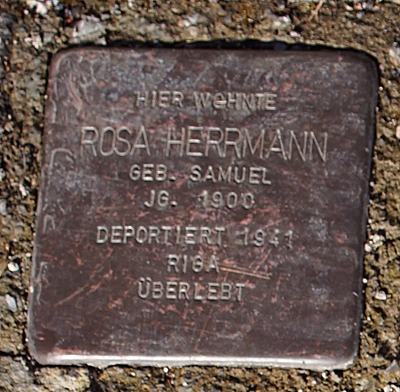 HIER WOHNTE
ROSA HERRMANN
GEB. SAMUEL
JG. 1900
DEPORTIERT 1941
RIGA
ÜBERLEBT